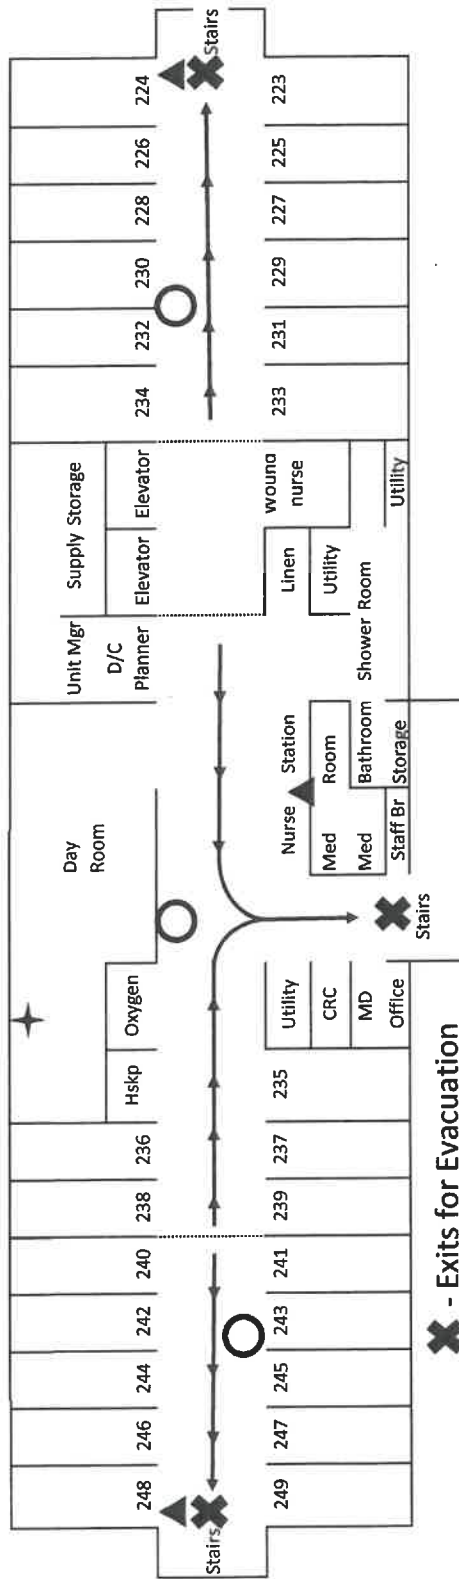 248
246
244
242
240
238
236
Hskp
Oxygen
Day
Room
Unit Mgr
D/C
Planner
Supply Storage
Elevator
Elevator
234
232
230
228
226
224
Stairs
Stairs
249
247
245
243
241
239
237
235
Utility
CRC
MD
Office
Stairs
Nurse Station
Med Room
Med
Bathroom
Staff Br
Storage
Shower Room
Linen
Utility
wound
nurse
Utility
233
231
229
227
225
223
- Exits for Evacuation